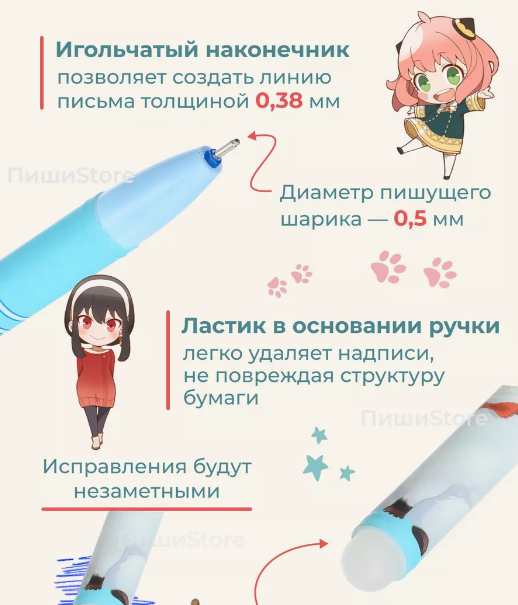 Игольчатый наконечник
позволяет создать линию
письма толщиной 0,38 мм
ПишиStore
Диаметр пишущего
шарика — 0,5 мм
Ластик в основании ручки
легко удаляет надписи,
не повреждая структуру
бумаги
ПишиStore
Исправления будут
незаметными
ПишиStore